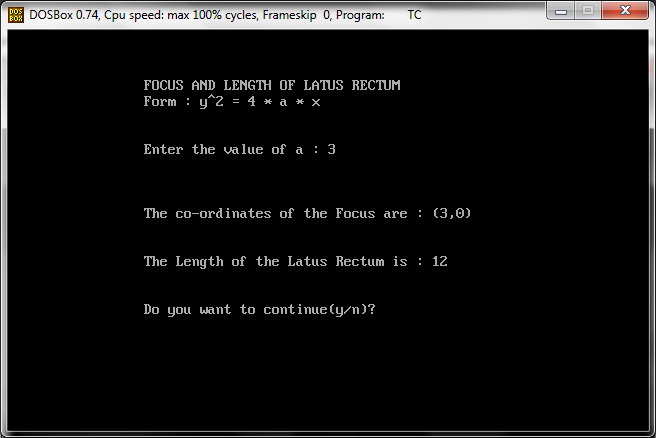 DOS
BOX
DOSBox 0.74, Cpu speed: max 100% cycles, Frameskip 0, Program: TC
FOCUS AND LENGTH OF LATUS RECTUM
Form : y^2 = 4 * a * x
Enter the value of a : 3
The co-ordinates of the Focus are : (3,0)
The Length of the Latus Rectum is : 12
Do you want to continue(y/n)?